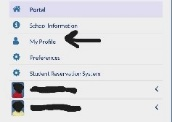 Portal
School Information
My Profile
Preferences
Student Reservation System